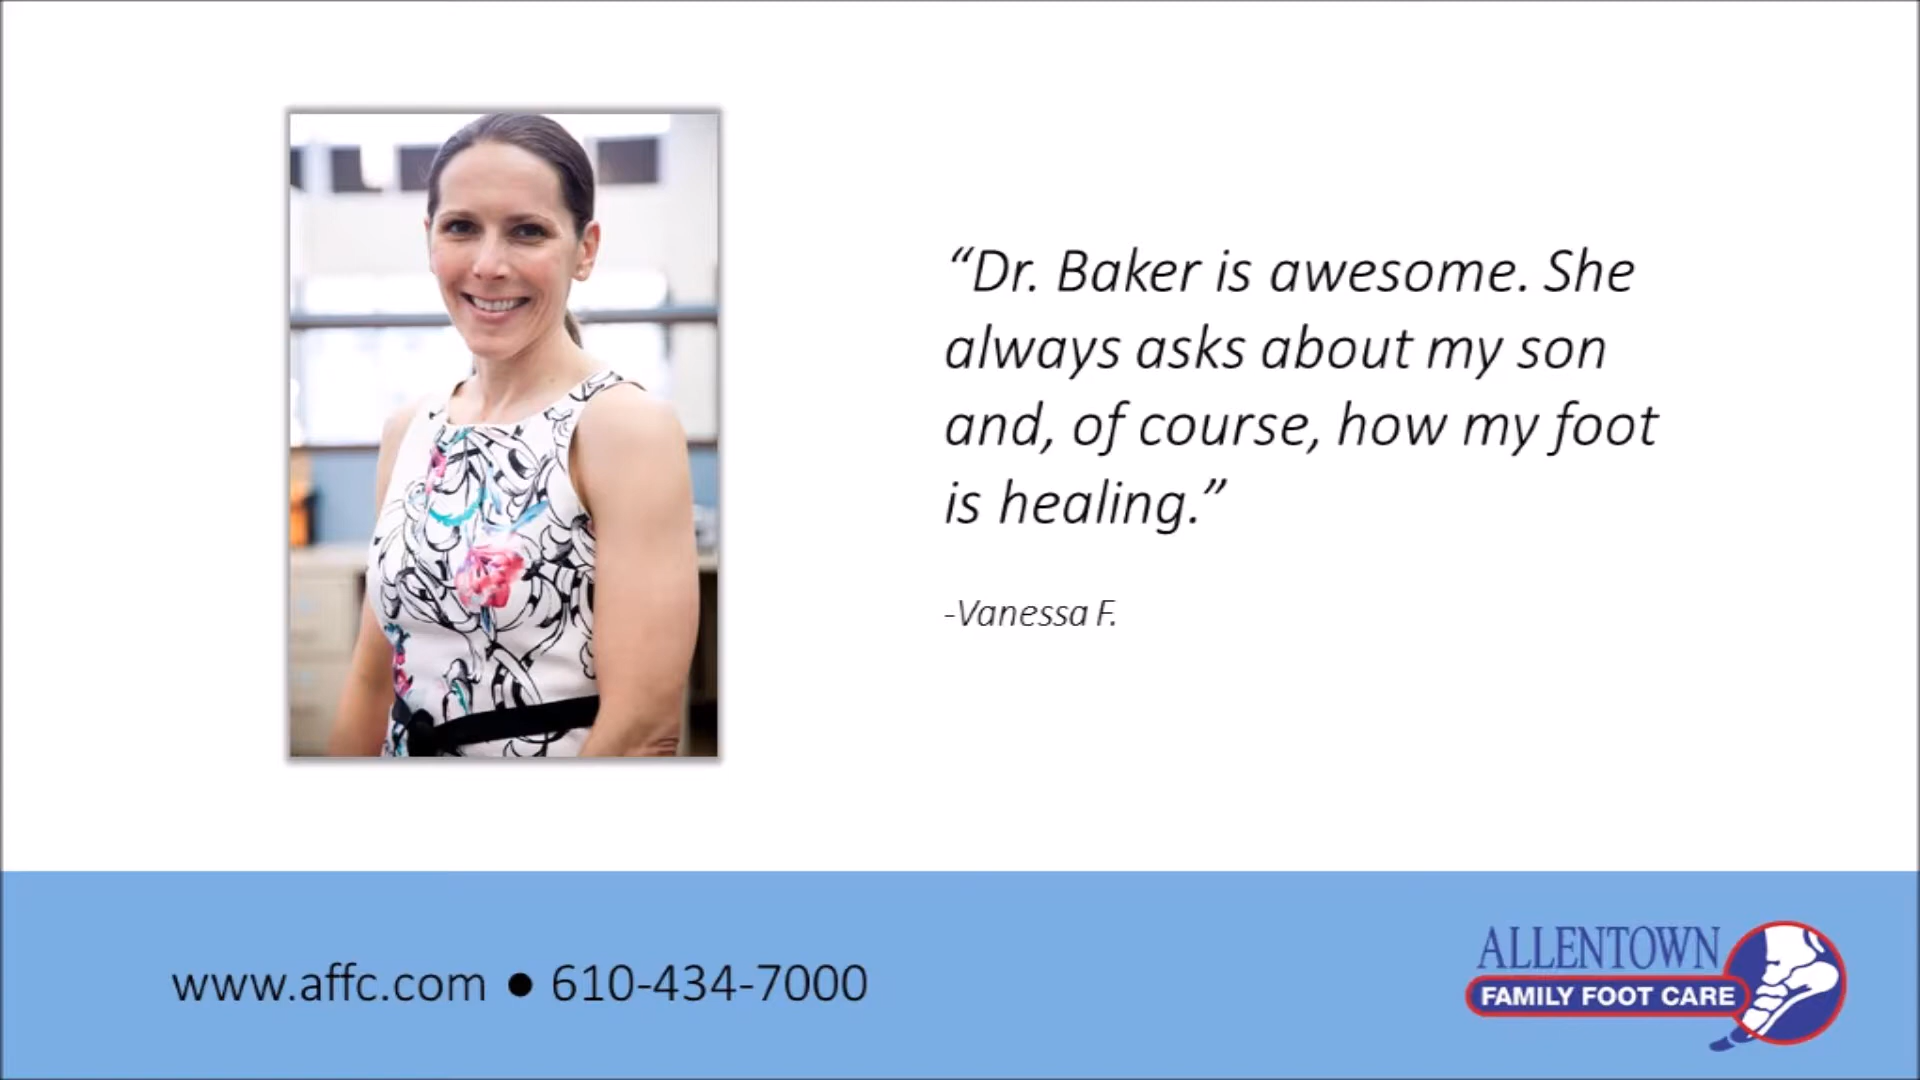 “Dr. Baker is awesome. She
always asks about my son
and, of course, how my foot
is healing.”
-Vanessa F.
www.affc.com ● 610-434-7000
ALLENTOWN
FAMILY FOOT CARE